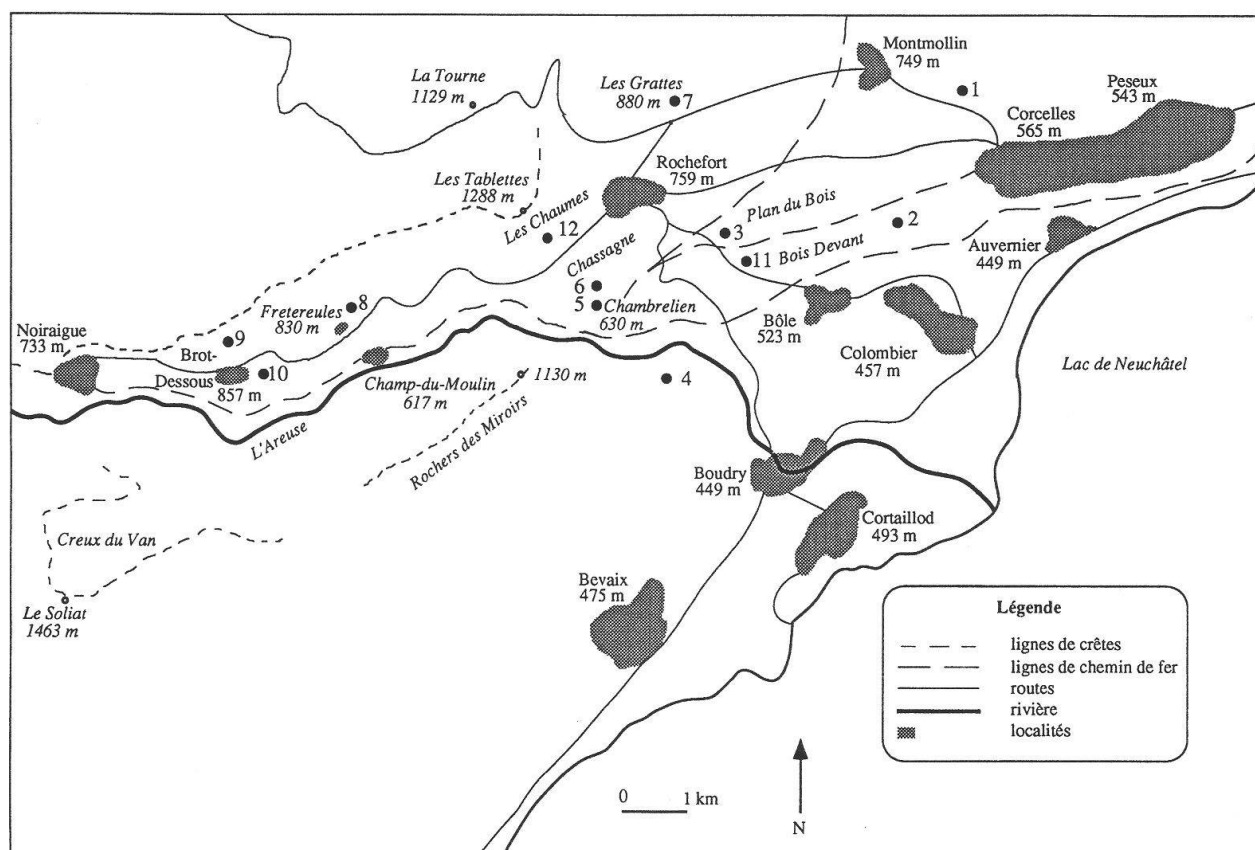 Montmollin
749 m
La Tourne
1129 m
Les Grattes
880 m
7
1
Peseux
543 m
Corcelles
565 m
Rochefort
759 m
Les Tablettes
1288 m
Les Chaumes
12
Plan du Bois
3
2
Chassagne
Bois Devant
11
Auvernier
449 m
6
5
Chambrelien
630 m
Fretereules
830 m
8
Bôle
523 m
Colombier
457 m
Noiraigue
733 m
9
Brot-
Dessous
857 m
10
Champ-du-Moulin
617 m
1130 m
4
Lac de Neuchâtel
L'Areuse
Rochers des Miroirs
Boudry
449 m
Cortaillod
493 m
Creux du Van
Le Soliat
1463 m
Bevaix
475 m
Légende
lignes de crêtes
lignes de chemin de fer
routes
rivière
localités
0 1 km
N